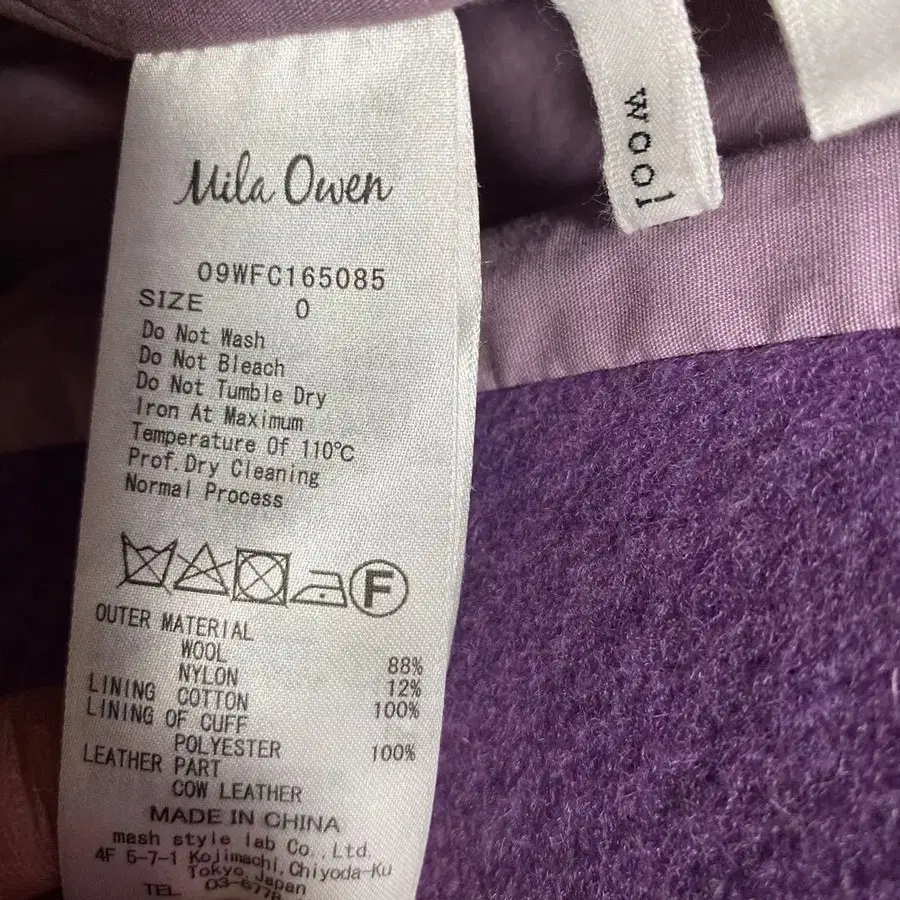 Mila Owen
09WFC165085
SIZE 0
Do Not Wash
Do Not Bleach
Do Not Tumble Dry
Iron At Maximum
Temperature Of 110℃
Prof.Dry Cleaning
Normal Process
F
OUTER MATERIAL
WOOL 88%
NYLON 12%
LINING COTTON 100%
LINING OF CUFF
POLYESTER 100%
LEATHER PART
COW LEATHER
MADE IN CHINA
mash style lab Co.,Ltd.
4F 5-7-1 Kojimachi,Chiyoda-Ku
Tokyo,Japan
TEL 03-6778
wool